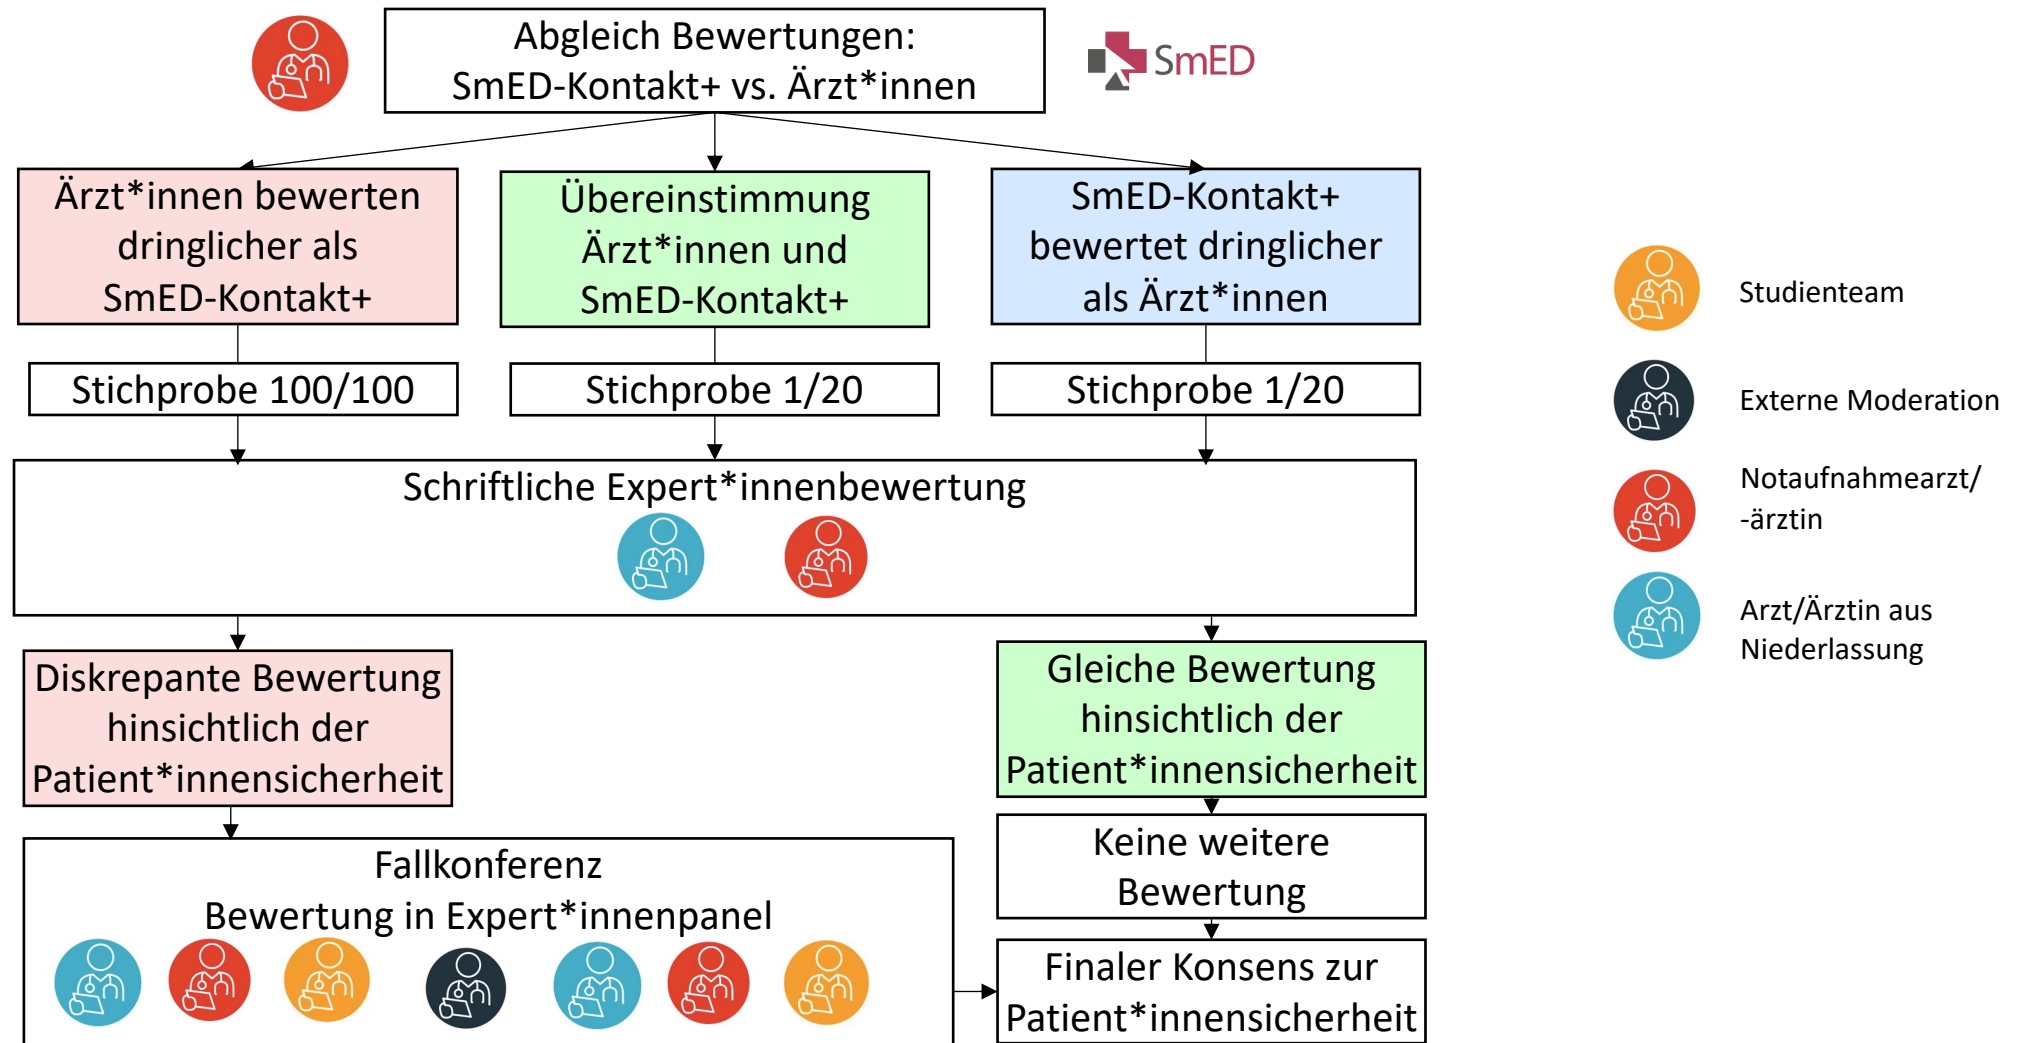 Abgleich Bewertungen:
SmED-Kontakt+ vs. Ärzt*innen
SmED
Ärzt*innen bewerten
dringlicher als
SmED-Kontakt+
Übereinstimmung
Ärzt*innen und
SmED-Kontakt+
SmED-Kontakt+
bewertet dringlicher
als Ärzt*innen
Stichprobe 100/100
Stichprobe 1/20
Stichprobe 1/20
Schriftliche Expert*innenbewertung
Diskrepante Bewertung
hinsichtlich der
Patient*innensicherheit
Gleiche Bewertung
hinsichtlich der
Patient*innensicherheit
Keine weitere
Bewertung
Fallkonferenz
Bewertung in Expert*innenpanel
Finaler Konsens zur
Patient*innensicherheit
Studienteam
Externe Moderation
Notaufnahmearzt/
-ärztin
Arzt/Ärztin aus
Niederlassung